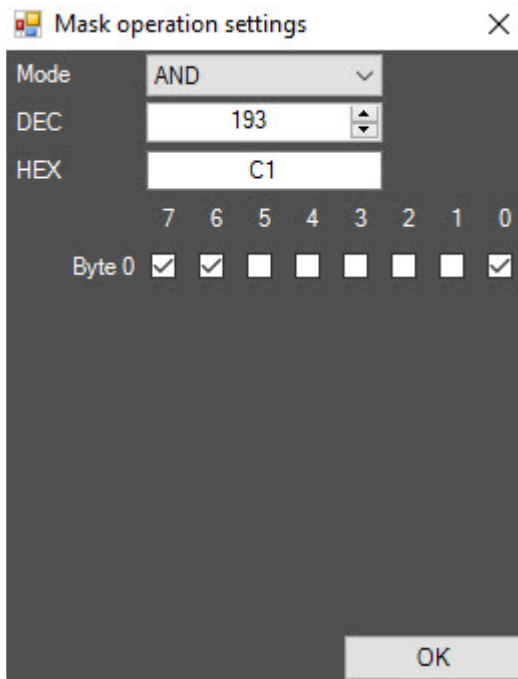 Mask operation settings
Mode AND
DEC 193
HEX C1
7 6 5 4 3 2 1 0
Byte 0
OK